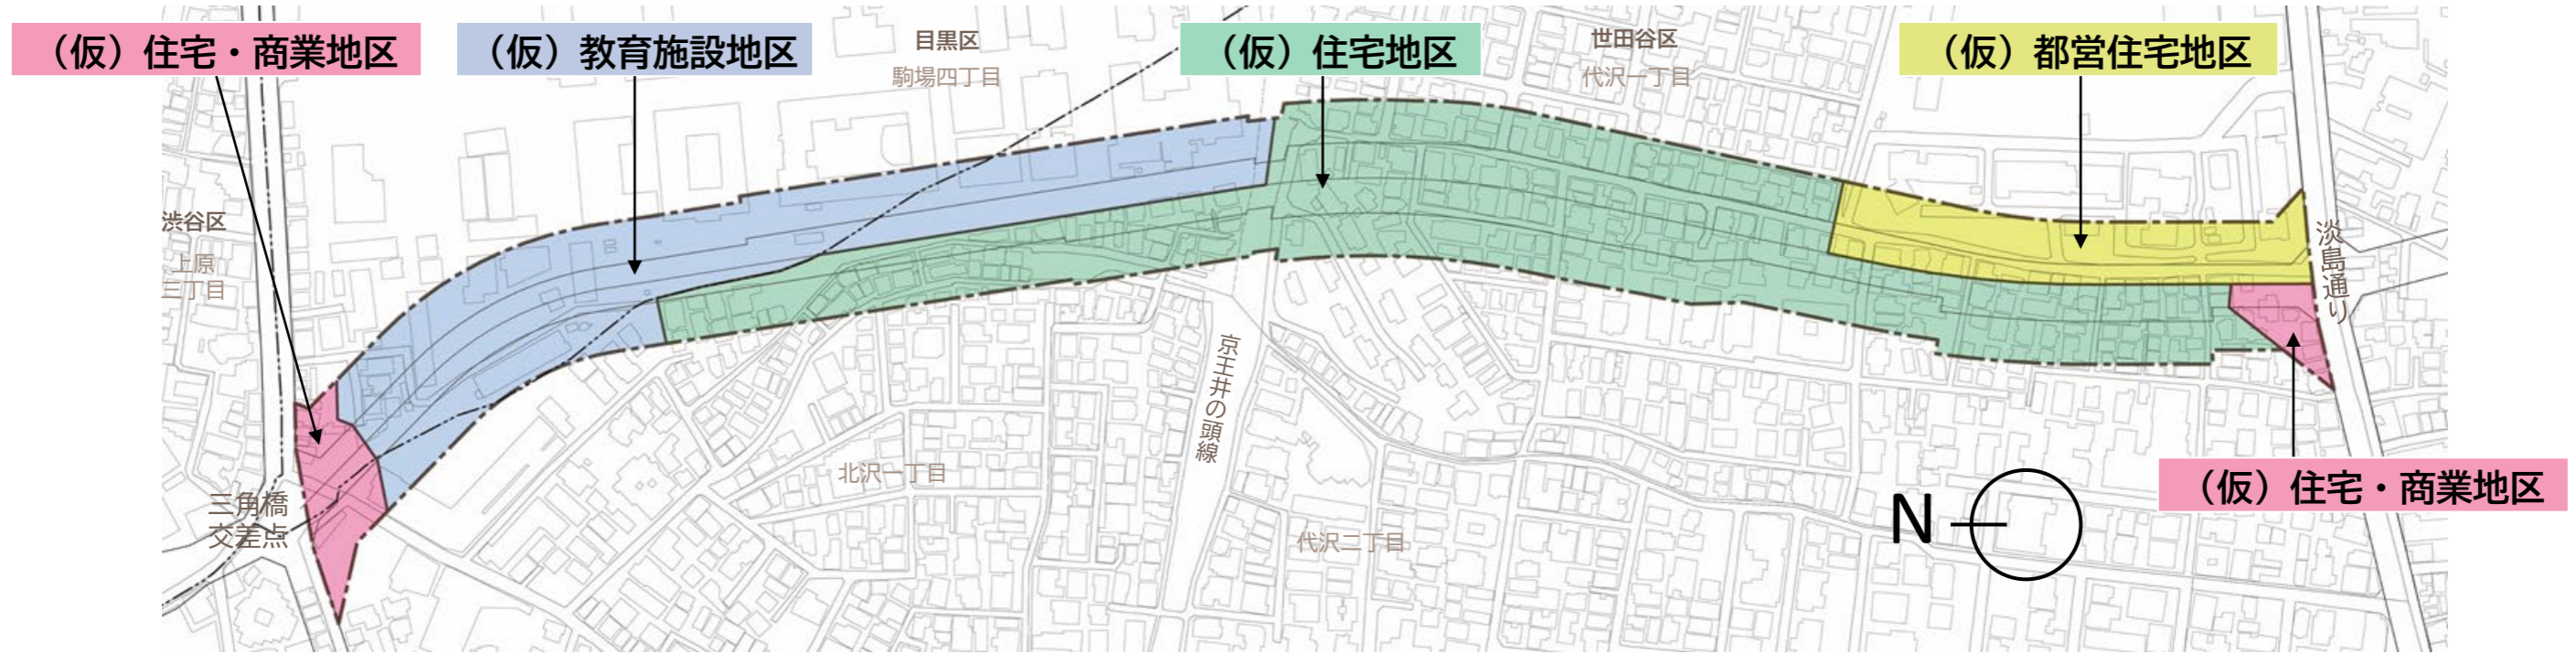 （仮）住宅・商業地区
（仮）教育施設地区
目黒区
駒場四丁目
（仮）住宅地区
世田谷区
代沢一丁目
（仮）都営住宅地区
渋谷区
上原
三丁目
淡島通り
京王井の頭線
北沢一丁目
三角橋
交差点
代沢二丁目
N
（仮）住宅・商業地区